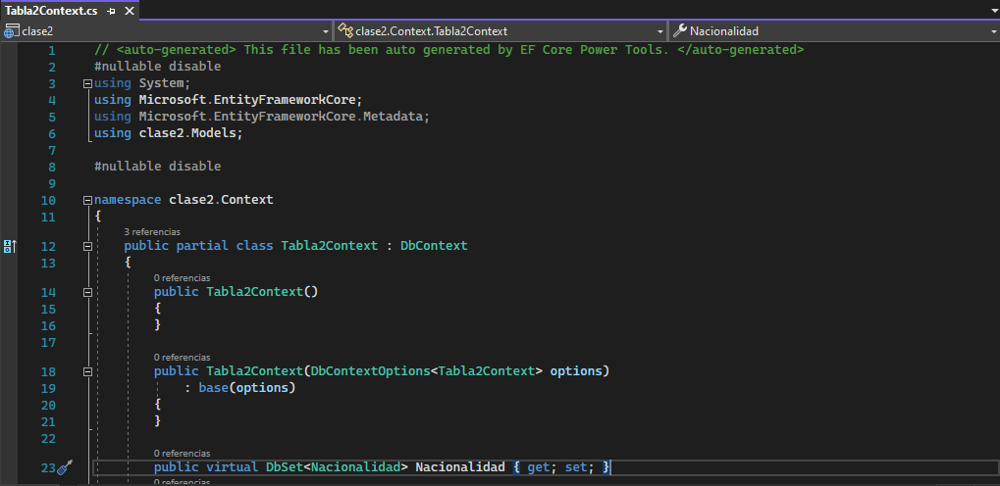 Tabla2Context.cs
clase2 clase2.Context.Tabla2Context Nacionalidad
1 // <auto-generated> This file has been auto generated by EF Core Power Tools. </auto-generated>
2 #nullable disable
3 using System;
4 using Microsoft.EntityFrameworkCore;
5 using Microsoft.EntityFrameworkCore.Metadata;
6 using clase2.Models;
7
8 #nullable disable
9
10 namespace clase2.Context
11 {
3 referencias
12 public partial class Tabla2Context : DbContext
13 {
0 referencias
14 public Tabla2Context()
15 {
16 }
17
0 referencias
18 public Tabla2Context(DbContextOptions<Tabla2Context> options)
19 : base(options)
20 {
21 }
22
0 referencias
23 public virtual DbSet<Nacionalidad> Nacionalidad { get; set; }
0 referencias